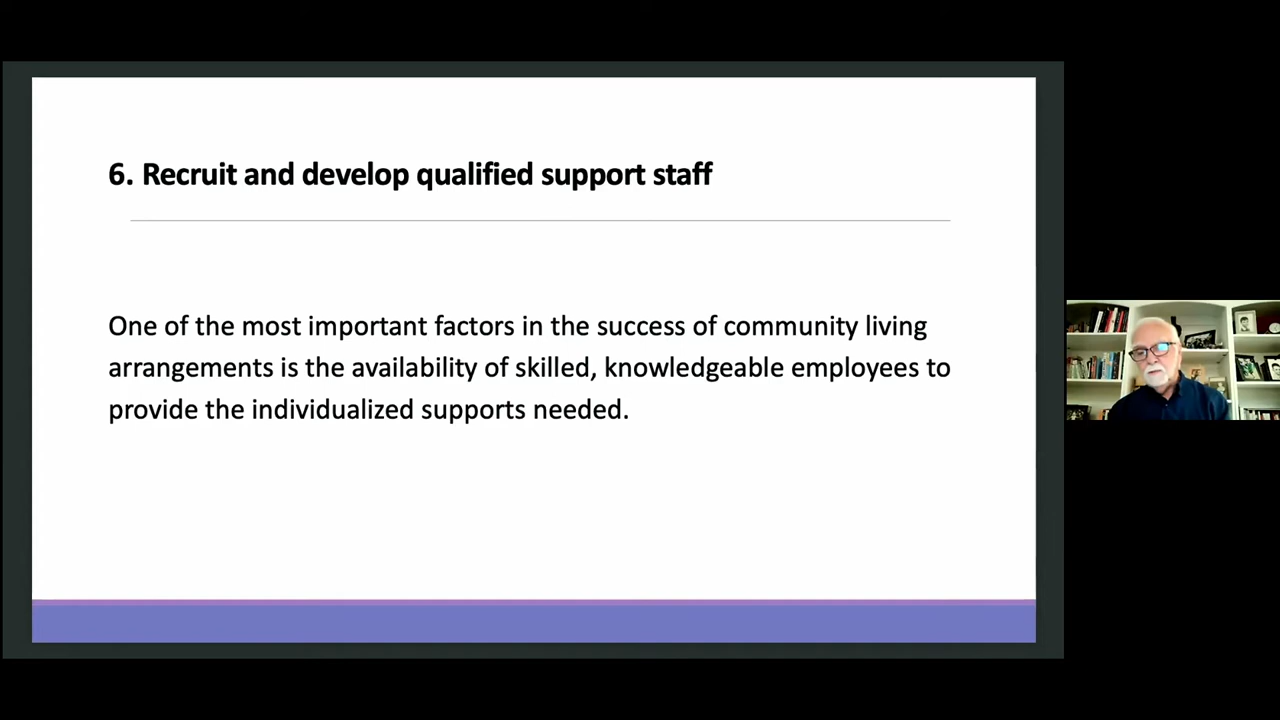 6. Recruit and develop qualified support staff
One of the most important factors in the success of community living
arrangements is the availability of skilled, knowledgeable employees to
provide the individualized supports needed.